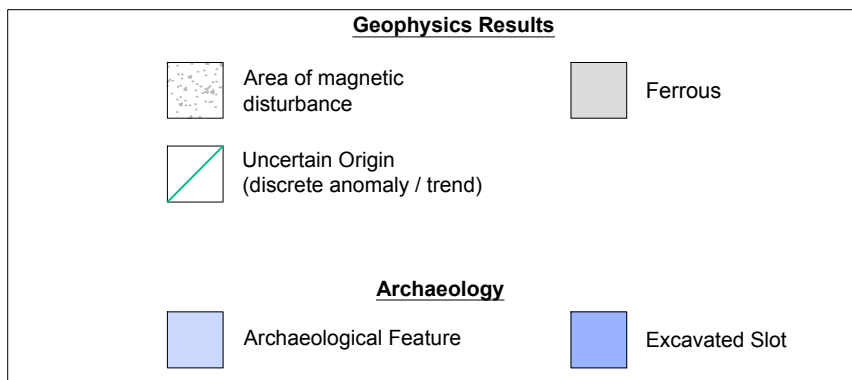 Geophysics Results
Area of magnetic
disturbance
Ferrous
Uncertain Origin
(discrete anomaly / trend)
Archaeology
Archaeological Feature
Excavated Slot